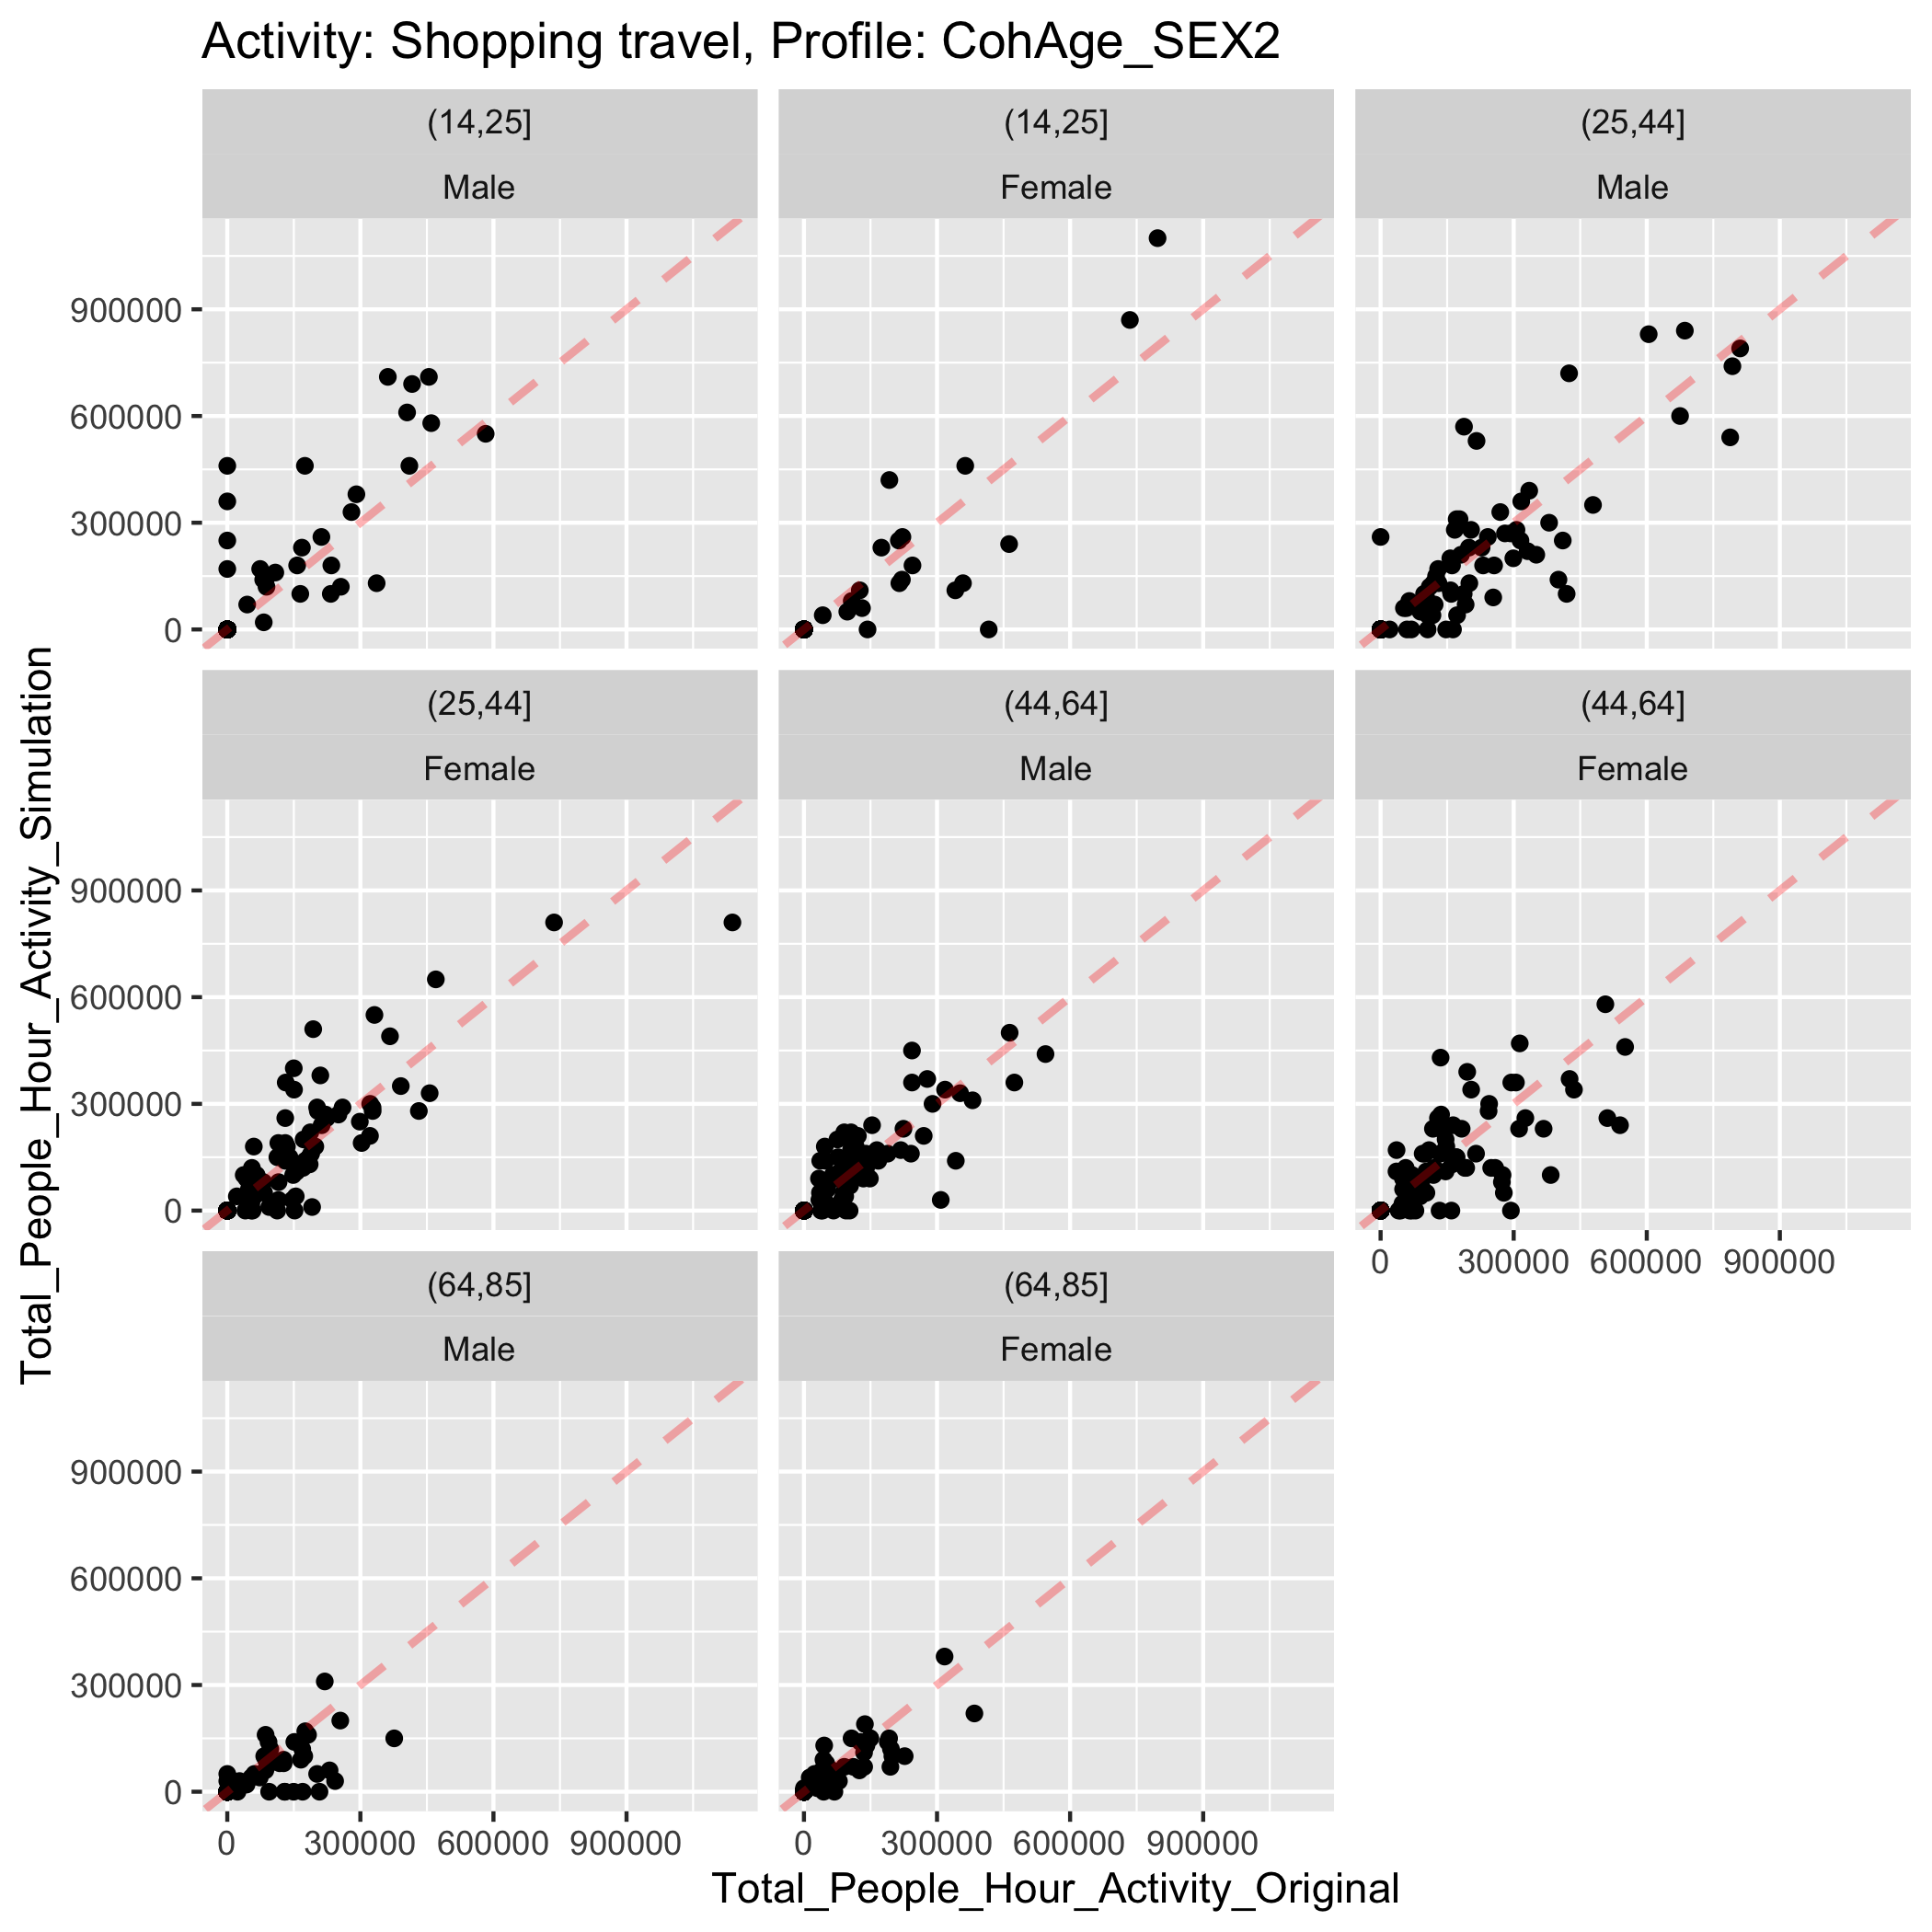 Activity: Shopping travel, Profile: CohAge_SEX2
(14,25]
Male
(14,25]
Female
(25,44]
Male
900000
600000
300000
0
(25,44]
Female
(44,64]
Male
(44,64]
Female
900000
600000
300000
0
0 300000 600000 900000
(64,85]
Male
(64,85]
Female
900000
600000
300000
0
0 300000 600000 900000
0 300000 600000 900000
Total_People_Hour_Activity_Original
Total_People_Hour_Activity_Simulation